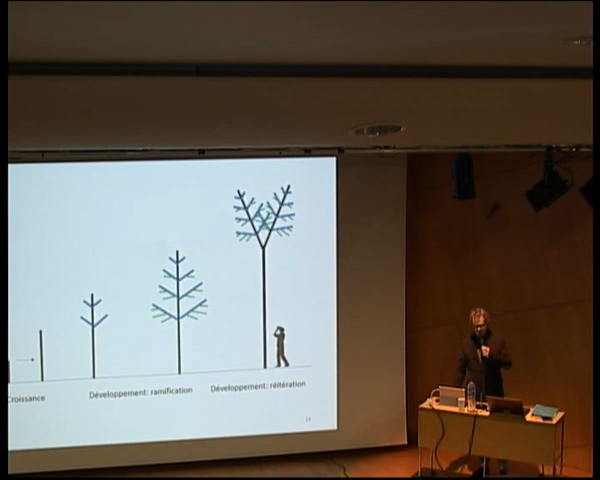 Croissance
Développement: ramification
Développement: réitération